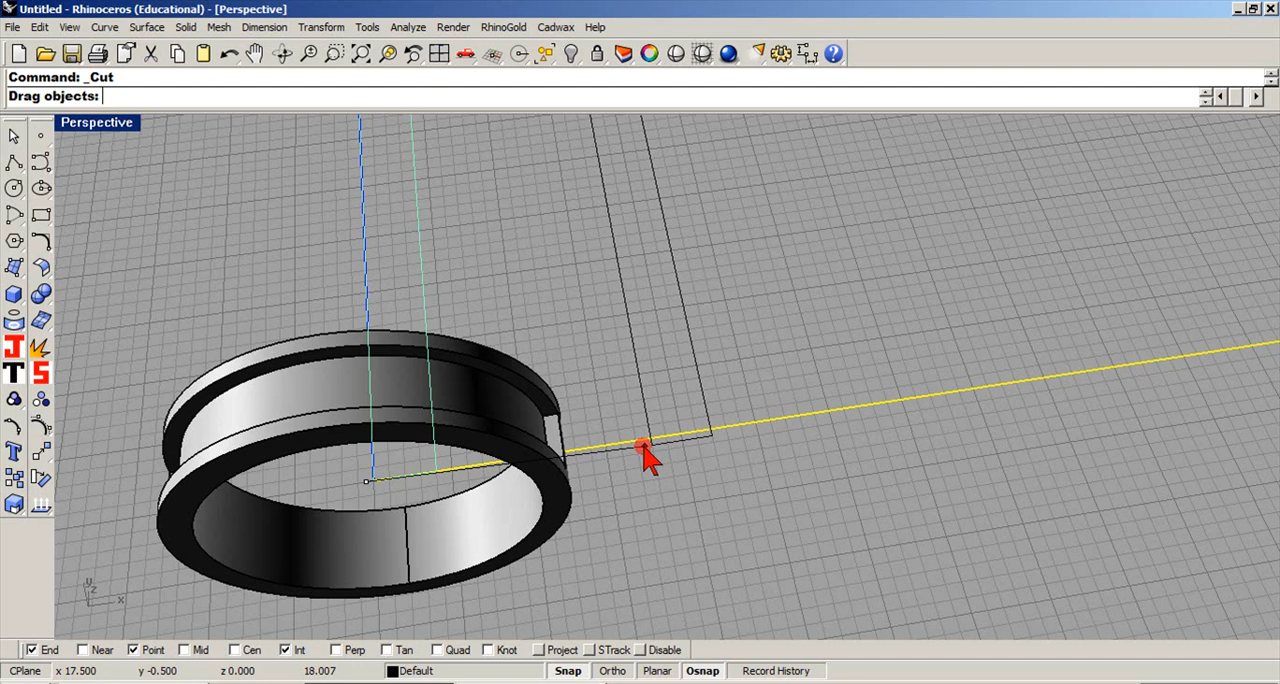 Untitled - Rhinoceros (Educational) - [Perspective]
File Edit View Curve Surface Solid Mesh Dimension Transform Tools Analyze Render RhinoGold Cadwax Help
Command: _Cut
Drag objects:
Perspective
J
T S
T
z
x
End Near Point Mid Cen Int Perp Tan Quad Knot Project STrack Disable
CPlane x 17.500 y -0.500 z 0.000 18.007 Default Snap Ortho Planar Osnap Record History